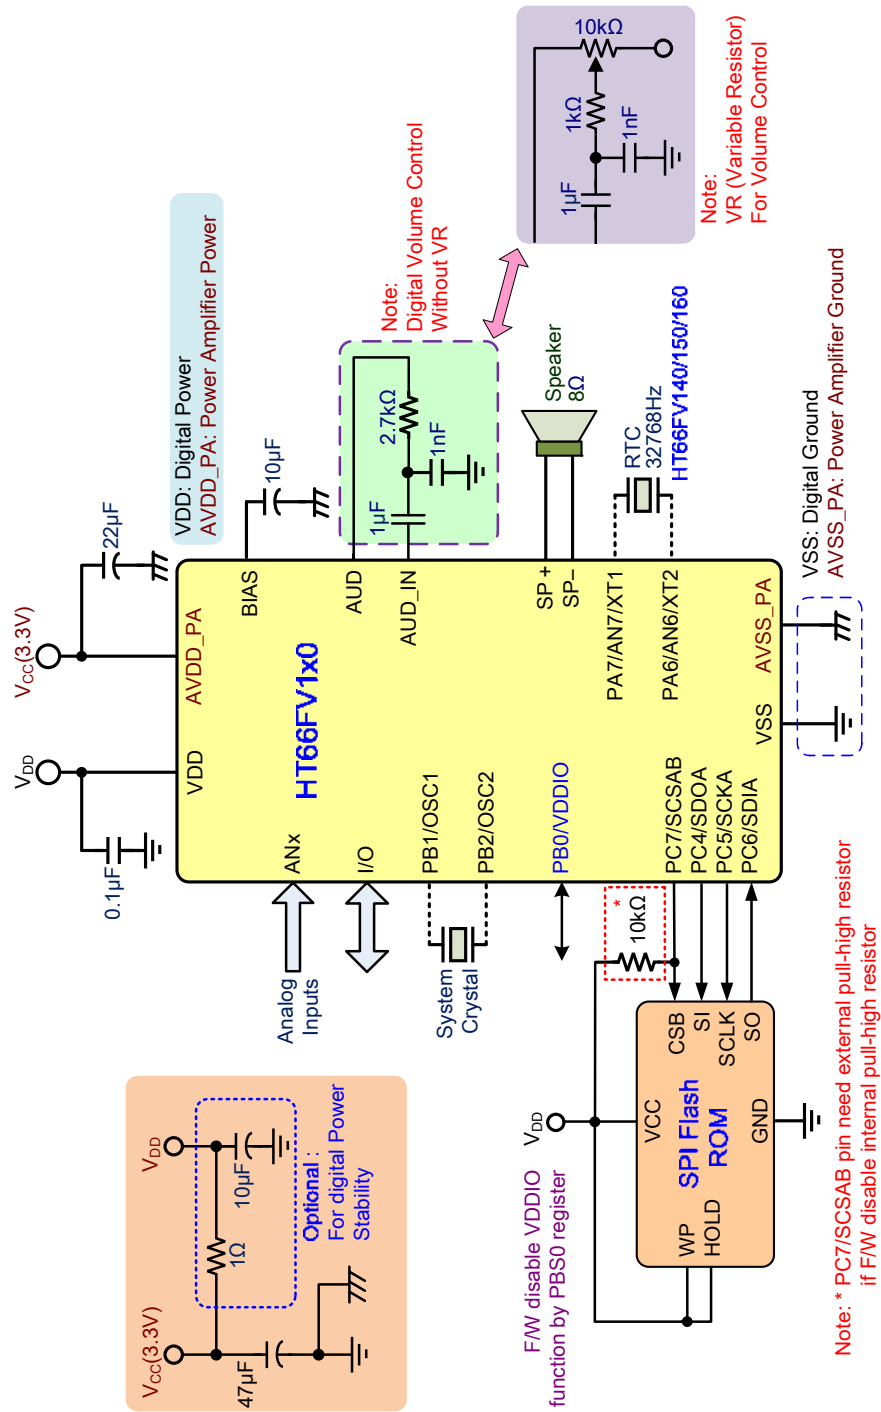 V_CC(3.3V)
V_DD
1Ω
47μF
10μF
Optional :
For digital Power
Stability
V_DD
V_CC(3.3V)
0.1μF
22μF
VDD: Digital Power
AVDD_PA: Power Amplifier Power
VDD
AVDD_PA
HT66FV1x0
Analog
Inputs
ANx
I/O
System
Crystal
PB1/OSC1
PB2/OSC2
PB0/VDDIO
PC7/SCSAB
PC4/SDOA
PC5/SCKA
PC6/SDIA
VSS
AVSS_PA
BIAS
AUD
AUD_IN
SP+
SP−
PA7/AN7/XT1
PA6/AN6/XT2
10μF
1μF
2.7kΩ
1nF
Note:
Digital Volume Control
Without VR
10kΩ
1kΩ
1μF
1nF
Note:
VR (Variable Resistor)
For Volume Control
Speaker
8Ω
RTC
32768Hz
HT66FV140/150/160
VSS: Digital Ground
AVSS_PA: Power Amplifier Ground
F/W disable VDDIO
function by PBS0 register
V_DD
*
10kΩ
VCC
CSB
SI
SCLK
SO
SPI Flash
ROM
WP
HOLD
GND
Note: * PC7/SCSAB pin need external pull-high resistor
if F/W disable internal pull-high resistor